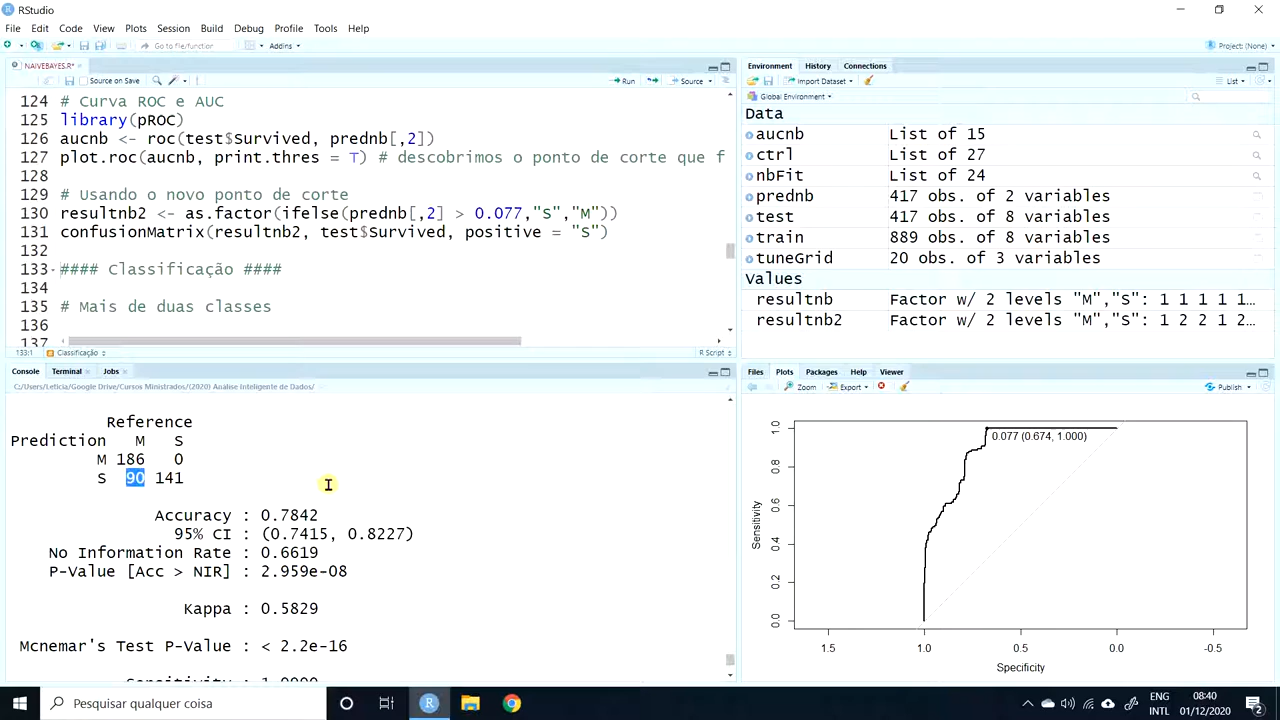 RStudio
File Edit Code View Plots Session Build Debug Profile Tools Help
Go to file/function Addins Project: (None)
NAIVEBAYES.R*
Source on Save Run Source
124 # Curva ROC e AUC
125 library(pROC)
126 aucnb <- roc(test$Survived, prednb[,2])
127 plot.roc(aucnb, print.thres = T) # descobrimos o ponto de corte que f
128
129 # Usando o novo ponto de corte
130 resultnb2 <- as.factor(ifelse(prednb[,2] > 0.077,"S","M"))
131 confusionMatrix(resultnb2, test$Survived, positive = "S")
132
133 #### Classificação ####
134
135 # Mais de duas classes
136
137
133:1 Classificação R Script
Console Terminal Jobs
C:/Users/Leticia/Google Drive/Cursos Ministrados/(2020) Análise Inteligente de Dados/
Reference
Prediction M S
M 186 0
S 90 141
Accuracy : 0.7842
95% CI : (0.7415, 0.8227)
No Information Rate : 0.6619
P-Value [Acc > NIR] : 2.959e-08
Kappa : 0.5829
Mcnemar's Test P-Value : < 2.2e-16
Sensitivity : 1.0000
Environment History Connections
Import Dataset List
Global Environment
Data
aucnb List of 15
ctrl List of 27
nbFit List of 24
prednb 417 obs. of 2 variables
test 417 obs. of 8 variables
train 889 obs. of 8 variables
tuneGrid 20 obs. of 3 variables
Values
resultnb Factor w/ 2 levels "M","S": 1 1 1 1 1…
resultnb2 Factor w/ 2 levels "M","S": 1 2 2 1 2…
Files Plots Packages Help Viewer
Zoom Export Publish
0.077 (0.674, 1.000)
Sensitivity
0.0 0.2 0.4 0.6 0.8 1.0
1.5 1.0 0.5 0.0 -0.5
Specificity
Pesquisar qualquer coisa
ENG
INTL
08:40
01/12/2020
2